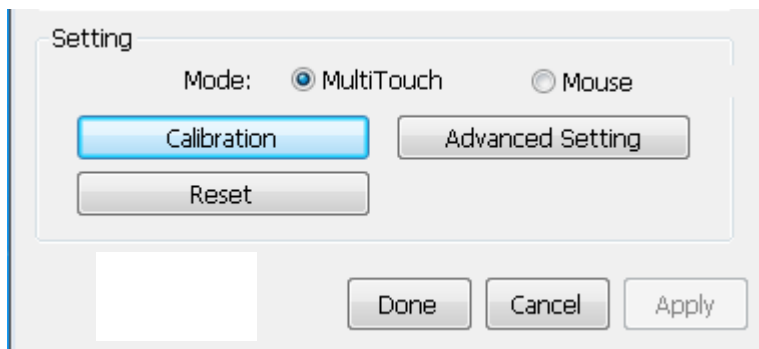 Setting
Mode: MultiTouch Mouse
Calibration Advanced Setting
Reset
Done Cancel Apply